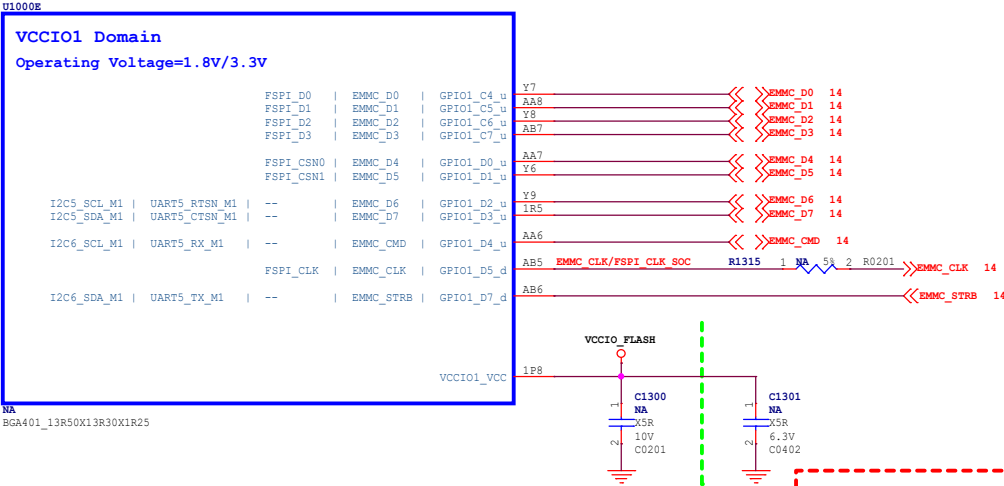 U1000E
VCCIO1 Domain
Operating Voltage=1.8V/3.3V
FSPI_D0 | EMMC_D0 | GPIO1_C4_u Y7 EMMC_D0 14
FSPI_D1 | EMMC_D1 | GPIO1_C5_u AA8 EMMC_D1 14
FSPI_D2 | EMMC_D2 | GPIO1_C6_u Y8 EMMC_D2 14
FSPI_D3 | EMMC_D3 | GPIO1_C7_u AB7 EMMC_D3 14
FSPI_CSN0 | EMMC_D4 | GPIO1_D0_u AA7 EMMC_D4 14
FSPI_CSN1 | EMMC_D5 | GPIO1_D1_u Y6 EMMC_D5 14
I2C5_SCL_M1 | UART5_RTSN_M1 | -- | EMMC_D6 | GPIO1_D2_u Y9 EMMC_D6 14
I2C5_SDA_M1 | UART5_CTSN_M1 | -- | EMMC_D7 | GPIO1_D3_u 1R5 EMMC_D7 14
I2C6_SCL_M1 | UART5_RX_M1 | -- | EMMC_CMD | GPIO1_D4_u AA6 EMMC_CMD 14
FSPI_CLK | EMMC_CLK | GPIO1_D5_d AB5 EMMC_CLK/FSPI_CLK_SOC R1315 1 NA 5% 2 R0201 EMMC_CLK 14
I2C6_SDA_M1 | UART5_TX_M1 | -- | EMMC_STRB | GPIO1_D7_d AB6 EMMC_STRB 14
VCCIO_FLASH
VCCIO1_VCC 1P8
1 C1300
NA
X5R
2 10V
C0201
1 C1301
NA
X5R
2 6.3V
C0402
NA
BGA401_13R50X13R30X1R25